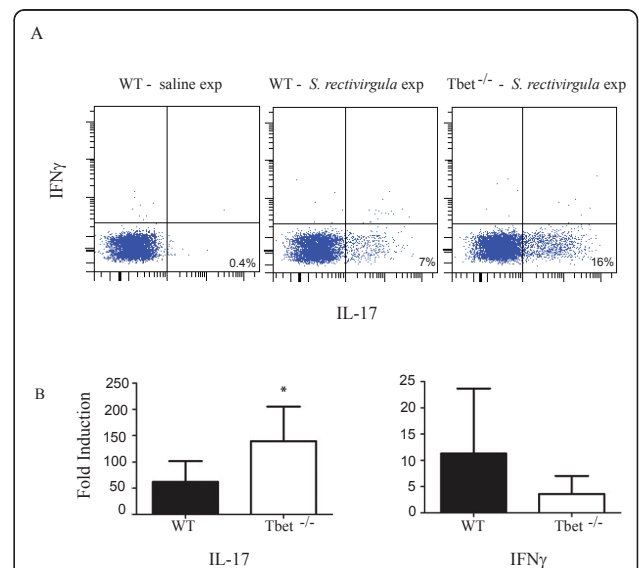 A
WT - saline exp
WT - S. rectivirgula exp
Tbet -/- - S. rectivirgula exp
IFNγ
0.4%
7%
16%
IL-17
B
Fold Induction
250
200
150
100
50
0
WT
Tbet -/-
IL-17
*
25
20
15
10
5
0
WT
Tbet -/-
IFNγ